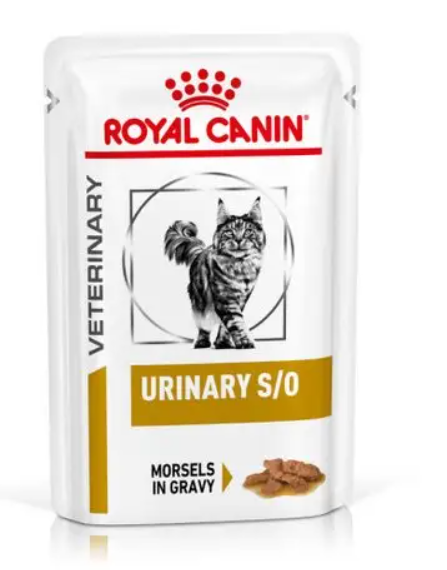 ROYAL CANIN®
VETERINARY
URINARY S/O
MORSELS
IN GRAVY